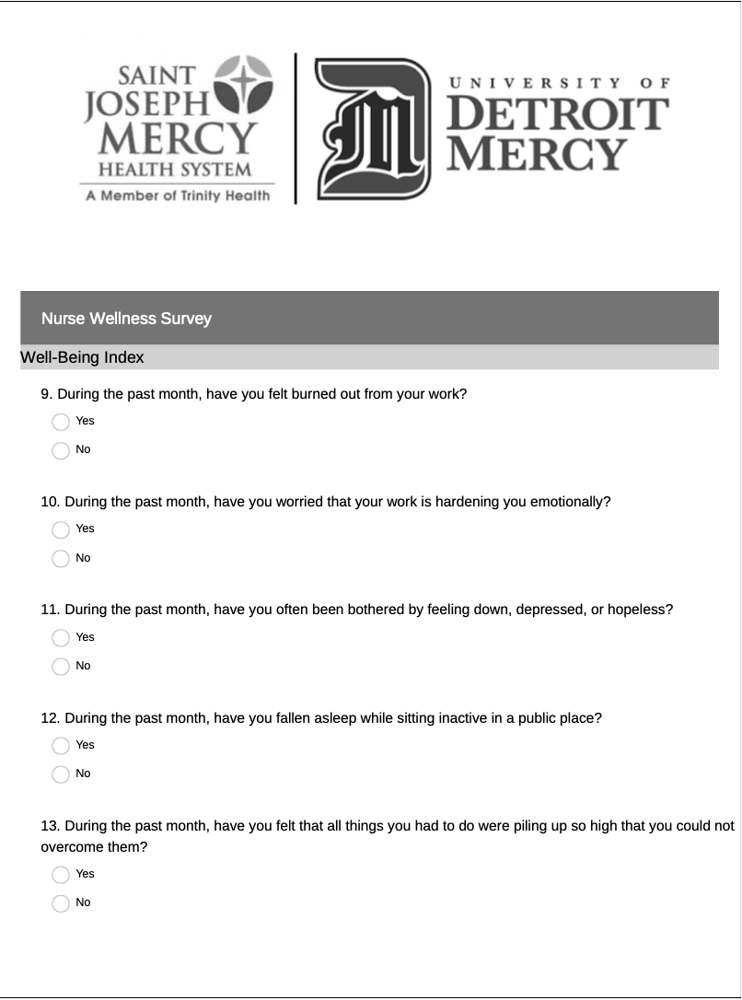 SAINT
JOSEPH
MERCY
HEALTH SYSTEM
A Member of Trinity Health
UNIVERSITY OF
DETROIT
MERCY
Nurse Wellness Survey
Well-Being Index
9. During the past month, have you felt burned out from your work?
Yes
No
10. During the past month, have you worried that your work is hardening you emotionally?
Yes
No
11. During the past month, have you often been bothered by feeling down, depressed, or hopeless?
Yes
No
12. During the past month, have you fallen asleep while sitting inactive in a public place?
Yes
No
13. During the past month, have you felt that all things you had to do were piling up so high that you could not
overcome them?
Yes
No